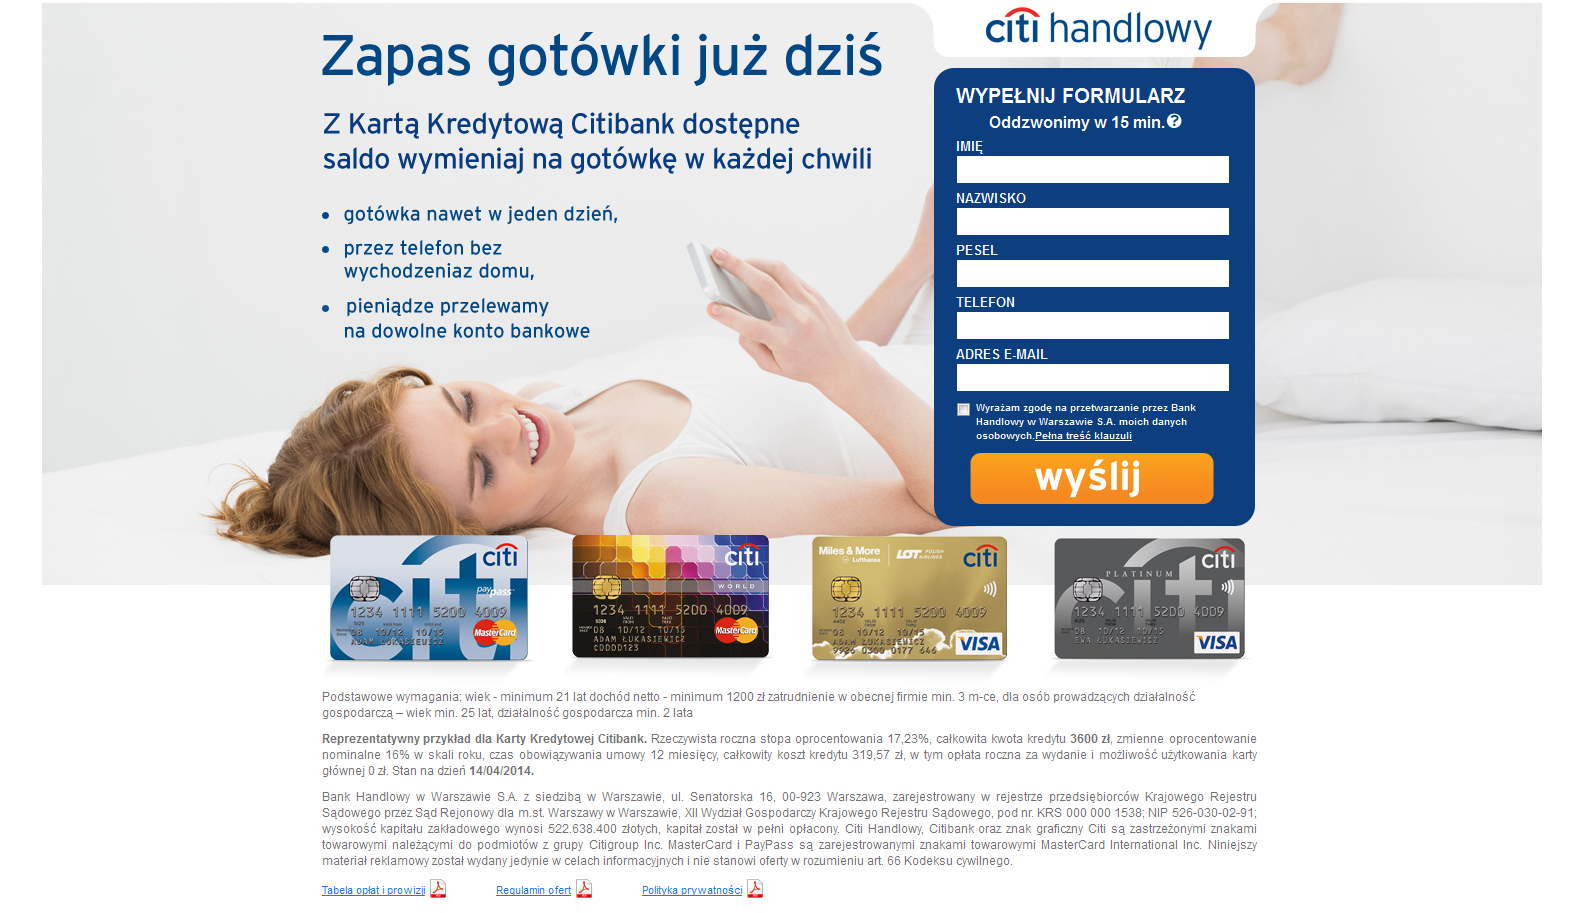 citi handlowy
Zapas gotówki już dziś
Z Kartą Kredytową Citibank dostępne
saldo wymieniaj na gotówkę w każdej chwili
• gotówka nawet w jeden dzień,
• przez telefon bez
wychodzeniaz domu,
• pieniądze przelewamy
na dowolne konto bankowe
WYPEŁNIJ FORMULARZ
Oddzwonimy w 15 min.?
IMIĘ
NAZWISKO
PESEL
TELEFON
ADRES E-MAIL
Wyrażam zgodę na przetwarzanie przez Bank
Handlowy w Warszawie S.A. moich danych
osobowych.Pełna treść klauzuli
wyślij
citi
citi
paypass
1234 1111 5200 4009
08 10/12 10/15
ADAM ŁUKASIEWICZ
MasterCard
citi
WORLD
1234 1111 5200 4009
08 10/12 10/15
ADAM ŁUKASIEWICZ
CDDDD123
MasterCard
Miles & More
Lufthansa
LOT POLISH AIRLINES
citi
1234 1111 5200 4009
08 10/12 10/15
ADAM ŁUKASIEWICZ
9926 0300 0177 646
VISA
citi
PLATINUM
citi
1234 1111 5200 4009
08 10/12 10/15
EWA ŁUKASIEWICZ
VISA
Podstawowe wymagania: wiek - minimum 21 lat dochód netto - minimum 1200 zł zatrudnienie w obecnej firmie min. 3 m-ce, dla osób prowadzących działalność
gospodarczą – wiek min. 25 lat, działalność gospodarcza min. 2 lata
Reprezentatywny przykład dla Karty Kredytowej Citibank. Rzeczywista roczna stopa oprocentowania 17,23%, całkowita kwota kredytu 3600 zł, zmienne oprocentowanie
nominalne 16% w skali roku, czas obowiązywania umowy 12 miesięcy, całkowity koszt kredytu 319,57 zł, w tym opłata roczna za wydanie i możliwość użytkowania karty
głównej 0 zł. Stan na dzień 14/04/2014.
Bank Handlowy w Warszawie S.A. z siedzibą w Warszawie, ul. Senatorska 16, 00-923 Warszawa, zarejestrowany w rejestrze przedsiębiorców Krajowego Rejestru
Sądowego przez Sąd Rejonowy dla m.st. Warszawy w Warszawie, XII Wydział Gospodarczy Krajowego Rejestru Sądowego, pod nr. KRS 000 000 1538; NIP 526-030-02-91;
wysokość kapitału zakładowego wynosi 522.638.400 złotych, kapitał został w pełni opłacony. Citi Handlowy, Citibank oraz znak graficzny Citi są zastrzeżonymi znakami
towarowymi należącymi do podmiotów z grupy Citigroup Inc. MasterCard i PayPass są zarejestrowanymi znakami towarowymi MasterCard International Inc. Niniejszy
materiał reklamowy został wydany jedynie w celach informacyjnych i nie stanowi oferty w rozumieniu art. 66 Kodeksu cywilnego.
Tabela opłat i prowizji
Regulamin ofert
Polityka prywatności